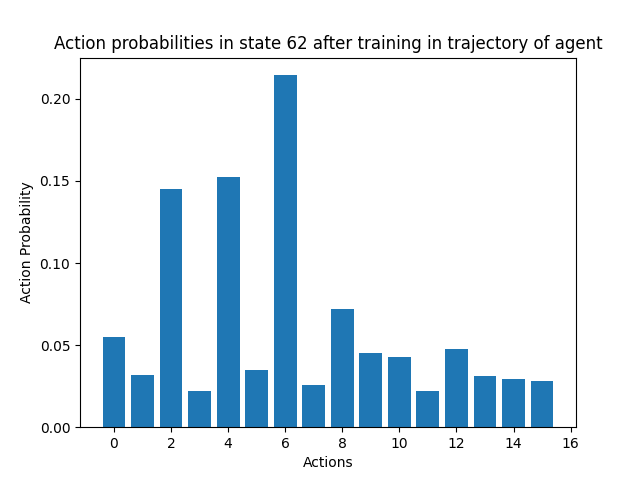 Action probabilities in state 62 after training in trajectory of agent
Action Probability
0.20
0.15
0.10
0.05
0.00
0 2 4 6 8 10 12 14 16
Actions